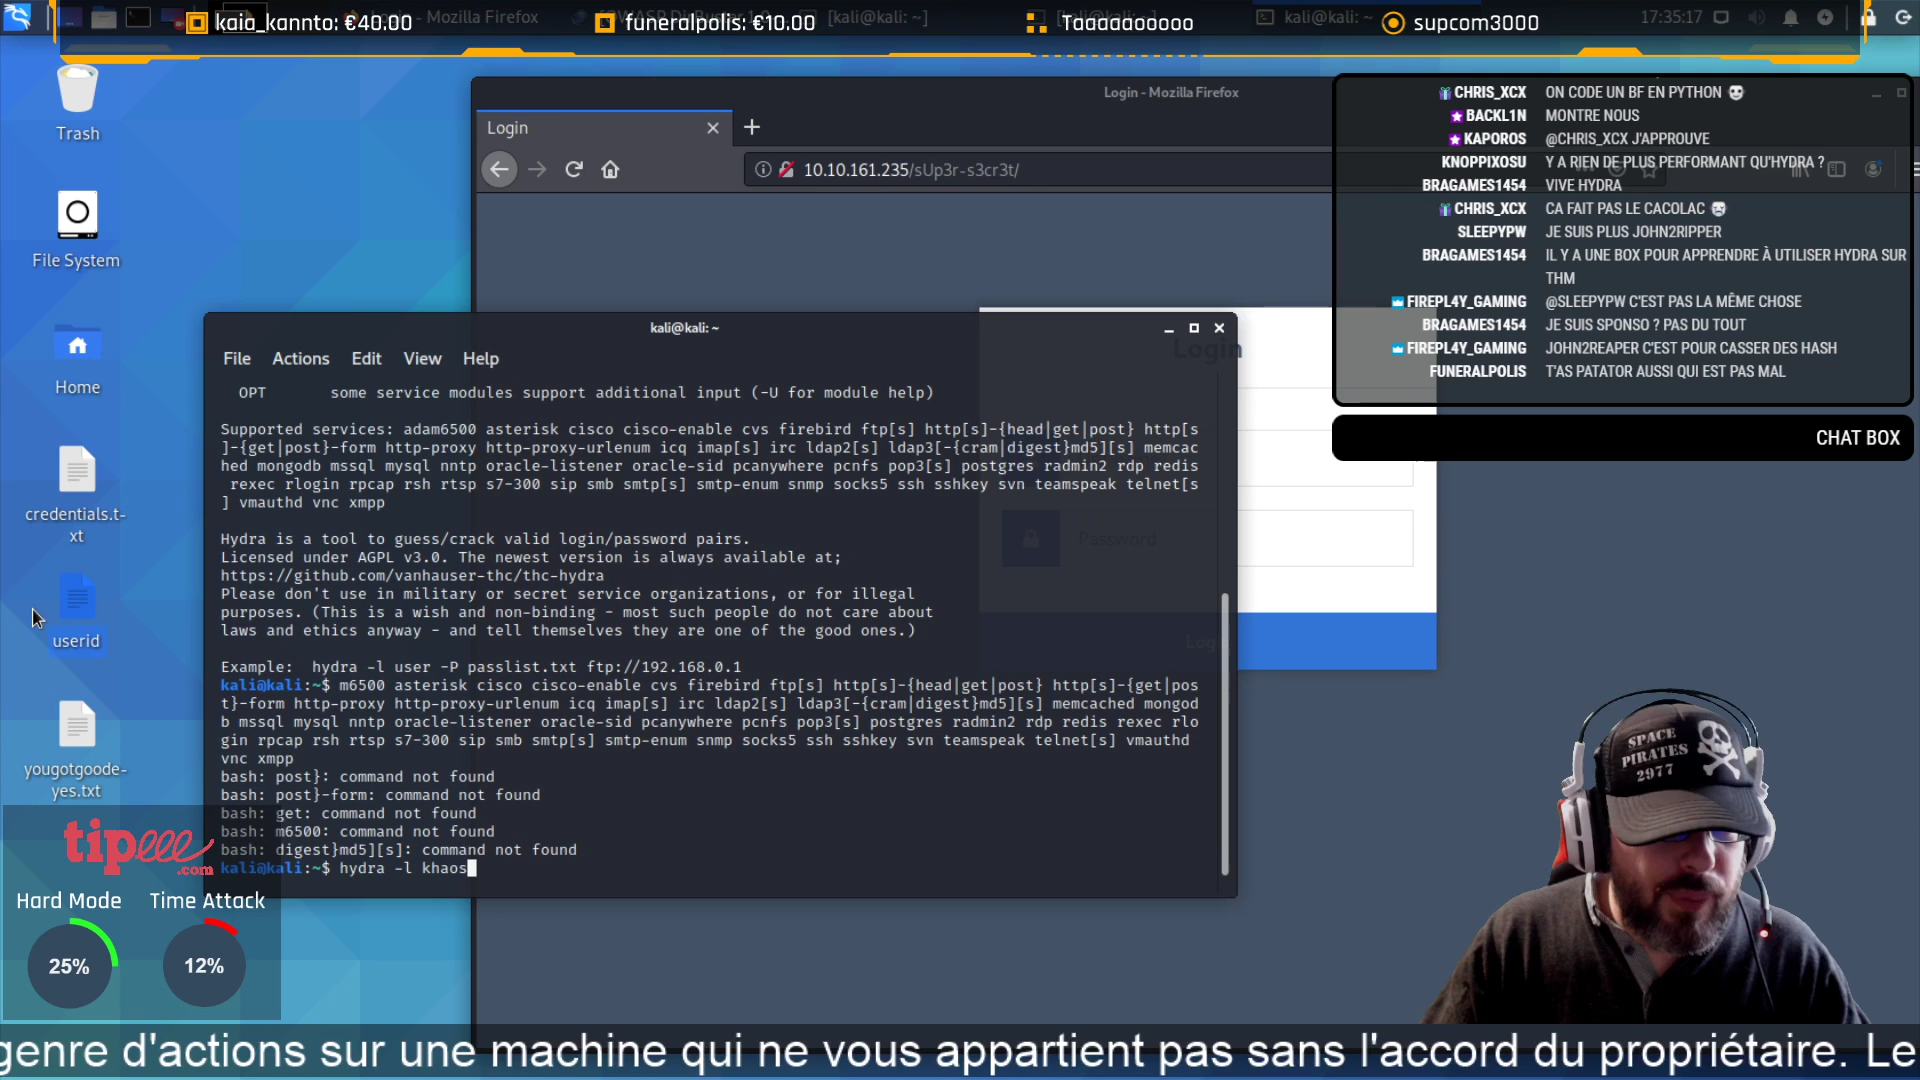 kaia_kannto: €40.00
funeralpolis: €10.00
Taaaaaooooo
supcom3000
- Mozilla Firefox
[kali@kali: ~]
kali@kali: ~
17:35:17
Trash
File System
Home
credentials.t-
xt
userid
yougotgoode-
yes.txt
Login - Mozilla Firefox
Login
10.10.161.235/sUp3r-s3cr3t/
Login
Password
CHRIS_XCX ON CODE UN BF EN PYTHON
BACKL1N MONTRE NOUS
KAPOROS @CHRIS_XCX J'APPROUVE
KNOPPIXOSU Y A RIEN DE PLUS PERFORMANT QU'HYDRA ?
BRAGAMES1454 VIVE HYDRA
CHRIS_XCX CA FAIT PAS LE CACOLAC
SLEEPYPW JE SUIS PLUS JOHN2RIPPER
BRAGAMES1454 IL Y A UNE BOX POUR APPRENDRE À UTILISER HYDRA SUR
THM
FIREPL4Y_GAMING @SLEEPYPW C'EST PAS LA MÊME CHOSE
BRAGAMES1454 JE SUIS SPONSO ? PAS DU TOUT
FIREPL4Y_GAMING JOHN2REAPER C'EST POUR CASSER DES HASH
FUNERALPOLIS T'AS PATATOR AUSSI QUI EST PAS MAL
CHAT BOX
kali@kali: ~
File Actions Edit View Help
OPT some service modules support additional input (-U for module help)
Supported services: adam6500 asterisk cisco cisco-enable cvs firebird ftp[s] http[s]-{head|get|post} http[s
]-{get|post}-form http-proxy http-proxy-urlenum icq imap[s] irc ldap2[s] ldap3[-{cram|digest}md5][s] memcac
hed mongodb mssql mysql nntp oracle-listener oracle-sid pcanywhere pcnfs pop3[s] postgres radmin2 rdp redis
rexec rlogin rpcap rsh rtsp s7-300 sip smb smtp[s] smtp-enum snmp socks5 ssh sshkey svn teamspeak telnet[s
] vmauthd vnc xmpp
Hydra is a tool to guess/crack valid login/password pairs.
Licensed under AGPL v3.0. The newest version is always available at;
https://github.com/vanhauser-thc/thc-hydra
Please don't use in military or secret service organizations, or for illegal
purposes. (This is a wish and non-binding - most such people do not care about
laws and ethics anyway - and tell themselves they are one of the good ones.)
Example: hydra -l user -P passlist.txt ftp://192.168.0.1
kali@kali:~$ m6500 asterisk cisco cisco-enable cvs firebird ftp[s] http[s]-{head|get|post} http[s]-{get|pos
t}-form http-proxy http-proxy-urlenum icq imap[s] irc ldap2[s] ldap3[-{cram|digest}md5][s] memcached mongod
b mssql mysql nntp oracle-listener oracle-sid pcanywhere pcnfs pop3[s] postgres radmin2 rdp redis rexec rlo
gin rpcap rsh rtsp s7-300 sip smb smtp[s] smtp-enum snmp socks5 ssh sshkey svn teamspeak telnet[s] vmauthd
vnc xmpp
bash: post}: command not found
bash: post}-form: command not found
bash: get: command not found
bash: m6500: command not found
bash: digest}md5][s]: command not found
kali@kali:~$ hydra -l khaos
tipeee
.com
Hard Mode Time Attack
25% 12%
SPACE
PIRATES
2977
genre d'actions sur une machine qui ne vous appartient pas sans l'accord du propriétaire. Le